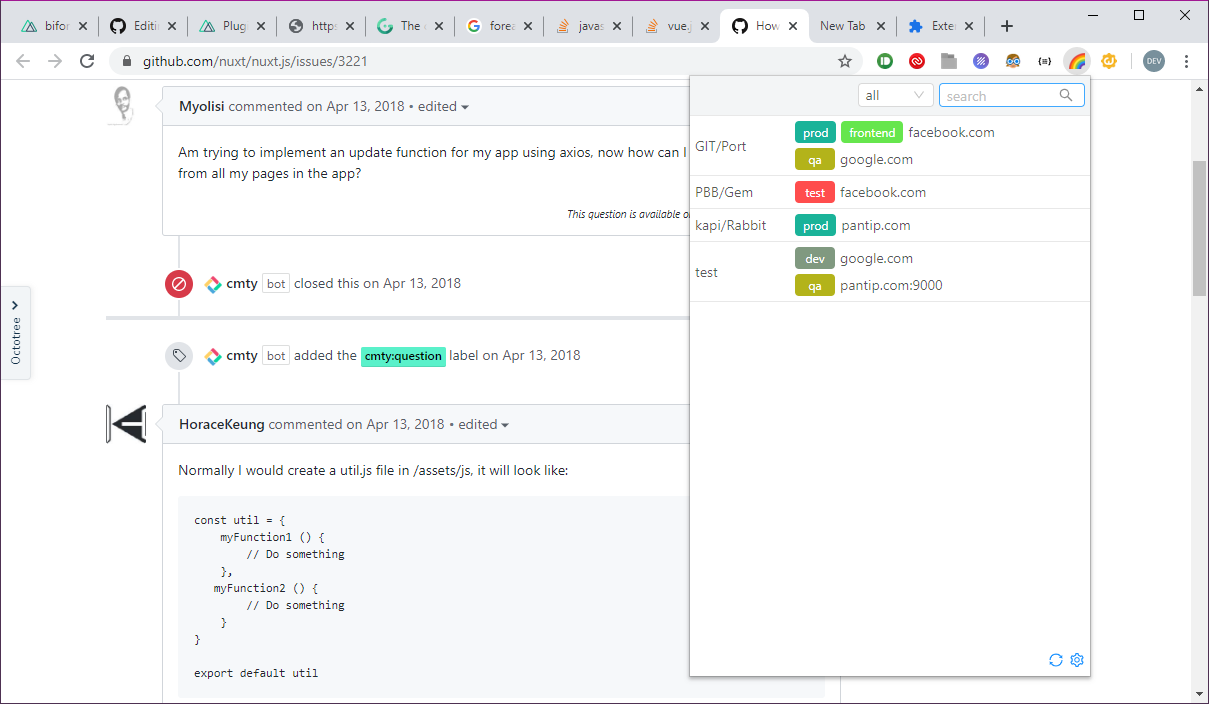 bifor
Editi
Plug
https
The
forea
javas
vue.j
How
New Tab
Exte
github.com/nuxt/nuxt.js/issues/3221
DEV
Myolisi commented on Apr 13, 2018 • edited
Am trying to implement an update function for my app using axios, now how can I
from all my pages in the app?
This question is available o
cmty bot closed this on Apr 13, 2018
Octotree
cmty bot added the cmty:question label on Apr 13, 2018
HoraceKeung commented on Apr 13, 2018 • edited
Normally I would create a util.js file in /assets/js, it will look like:
const util = {
myFunction1 () {
// Do something
},
myFunction2 () {
// Do something
}
}
export default util
all search
GIT/Port
prod frontend facebook.com
qa google.com
PBB/Gem test facebook.com
kapi/Rabbit prod pantip.com
test
dev google.com
qa pantip.com:9000